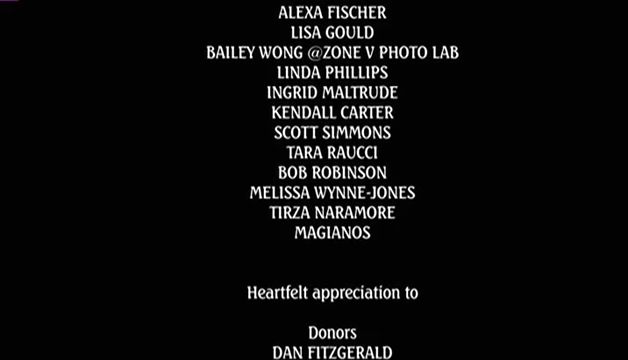 ALEXA FISCHER
LISA GOULD
BAILEY WONG @ZONE V PHOTO LAB
LINDA PHILLIPS
INGRID MALTRUDE
KENDALL CARTER
SCOTT SIMMONS
TARA RAUCCI
BOB ROBINSON
MELISSA WYNNE-JONES
TIRZA NARAMORE
MAGIANOS
Heartfelt appreciation to
Donors
DAN FITZGERALD